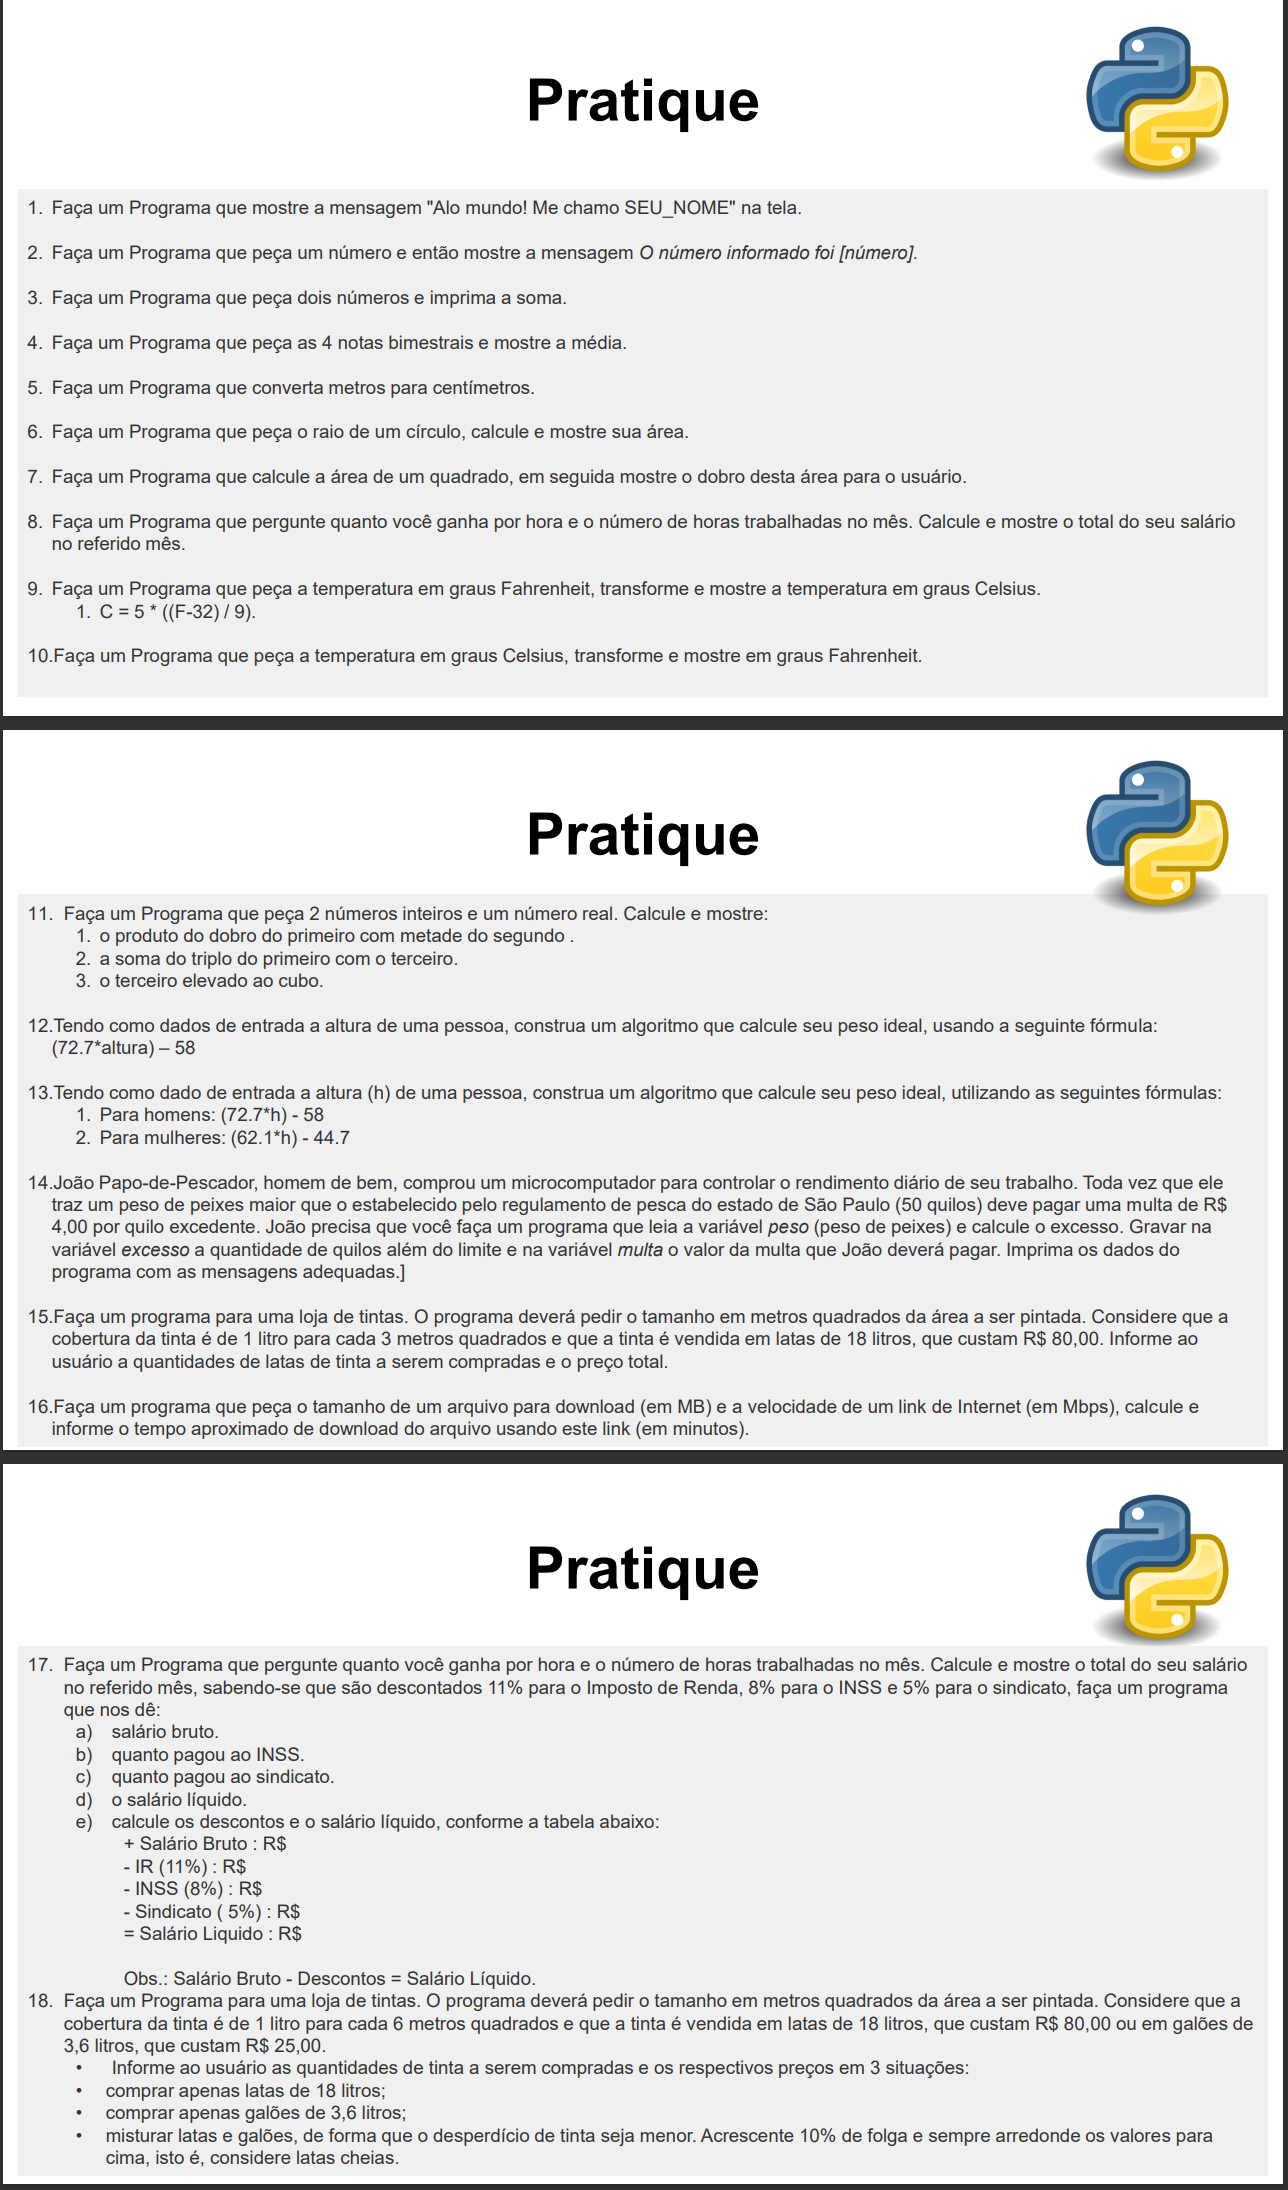 Pratique
1. Faça um Programa que mostre a mensagem "Alo mundo! Me chamo SEU_NOME" na tela.
2. Faça um Programa que peça um número e então mostre a mensagem O número informado foi [número].
3. Faça um Programa que peça dois números e imprima a soma.
4. Faça um Programa que peça as 4 notas bimestrais e mostre a média.
5. Faça um Programa que converta metros para centímetros.
6. Faça um Programa que peça o raio de um círculo, calcule e mostre sua área.
7. Faça um Programa que calcule a área de um quadrado, em seguida mostre o dobro desta área para o usuário.
8. Faça um Programa que pergunte quanto você ganha por hora e o número de horas trabalhadas no mês. Calcule e mostre o total do seu salário
no referido mês.
9. Faça um Programa que peça a temperatura em graus Fahrenheit, transforme e mostre a temperatura em graus Celsius.
1. C = 5 * ((F-32) / 9).
10.Faça um Programa que peça a temperatura em graus Celsius, transforme e mostre em graus Fahrenheit.
Pratique
11. Faça um Programa que peça 2 números inteiros e um número real. Calcule e mostre:
1. o produto do dobro do primeiro com metade do segundo .
2. a soma do triplo do primeiro com o terceiro.
3. o terceiro elevado ao cubo.
12.Tendo como dados de entrada a altura de uma pessoa, construa um algoritmo que calcule seu peso ideal, usando a seguinte fórmula:
(72.7*altura) – 58
13.Tendo como dado de entrada a altura (h) de uma pessoa, construa um algoritmo que calcule seu peso ideal, utilizando as seguintes fórmulas:
1. Para homens: (72.7*h) - 58
2. Para mulheres: (62.1*h) - 44.7
14.João Papo-de-Pescador, homem de bem, comprou um microcomputador para controlar o rendimento diário de seu trabalho. Toda vez que ele
traz um peso de peixes maior que o estabelecido pelo regulamento de pesca do estado de São Paulo (50 quilos) deve pagar uma multa de R$
4,00 por quilo excedente. João precisa que você faça um programa que leia a variável peso (peso de peixes) e calcule o excesso. Gravar na
variável excesso a quantidade de quilos além do limite e na variável multa o valor da multa que João deverá pagar. Imprima os dados do
programa com as mensagens adequadas.]
15.Faça um programa para uma loja de tintas. O programa deverá pedir o tamanho em metros quadrados da área a ser pintada. Considere que a
cobertura da tinta é de 1 litro para cada 3 metros quadrados e que a tinta é vendida em latas de 18 litros, que custam R$ 80,00. Informe ao
usuário a quantidades de latas de tinta a serem compradas e o preço total.
16.Faça um programa que peça o tamanho de um arquivo para download (em MB) e a velocidade de um link de Internet (em Mbps), calcule e
informe o tempo aproximado de download do arquivo usando este link (em minutos).
Pratique
17. Faça um Programa que pergunte quanto você ganha por hora e o número de horas trabalhadas no mês. Calcule e mostre o total do seu salário
no referido mês, sabendo-se que são descontados 11% para o Imposto de Renda, 8% para o INSS e 5% para o sindicato, faça um programa
que nos dê:
a) salário bruto.
b) quanto pagou ao INSS.
c) quanto pagou ao sindicato.
d) o salário líquido.
e) calcule os descontos e o salário líquido, conforme a tabela abaixo:
+ Salário Bruto : R$
- IR (11%) : R$
- INSS (8%) : R$
- Sindicato ( 5%) : R$
= Salário Liquido : R$
Obs.: Salário Bruto - Descontos = Salário Líquido.
18. Faça um Programa para uma loja de tintas. O programa deverá pedir o tamanho em metros quadrados da área a ser pintada. Considere que a
cobertura da tinta é de 1 litro para cada 6 metros quadrados e que a tinta é vendida em latas de 18 litros, que custam R$ 80,00 ou em galões de
3,6 litros, que custam R$ 25,00.
• Informe ao usuário as quantidades de tinta a serem compradas e os respectivos preços em 3 situações:
• comprar apenas latas de 18 litros;
• comprar apenas galões de 3,6 litros;
• misturar latas e galões, de forma que o desperdício de tinta seja menor. Acrescente 10% de folga e sempre arredonde os valores para
cima, isto é, considere latas cheias.